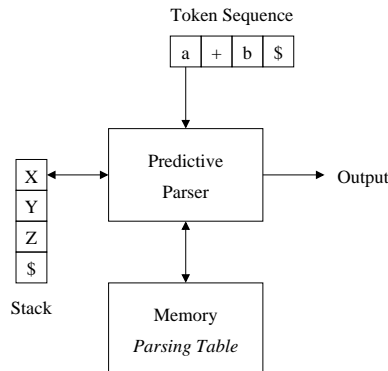 Token Sequence
a + b $
Predictive
Parser
Output
X
Y
Z
$
Stack
Memory
Parsing Table